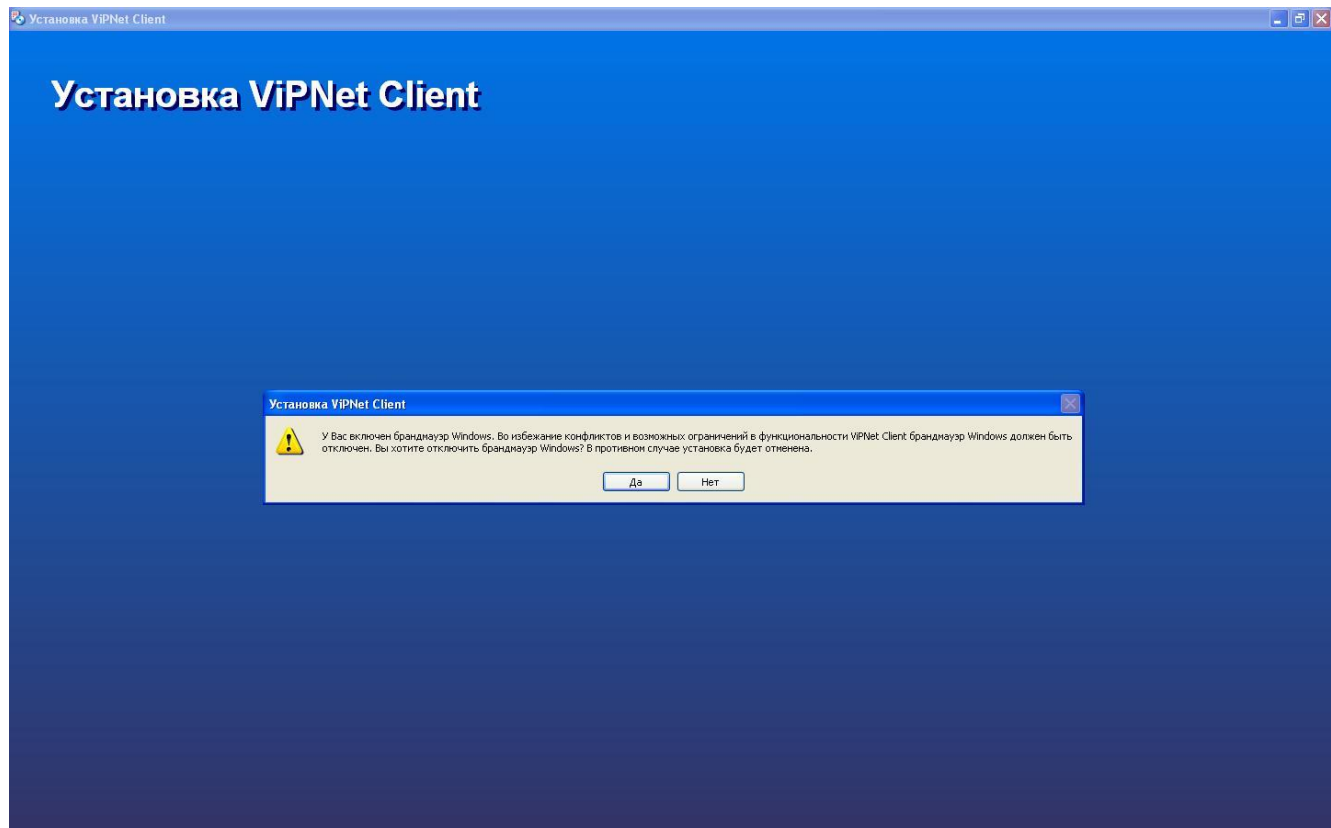 Установка ViPNet Client
Установка ViPNet Client
Установка ViPNet Client
У Вас включен брандмауэр Windows. Во избежание конфликтов и возможных ограничений в функциональности ViPNet Client брандмауэр Windows должен быть
отключен. Вы хотите отключить брандмауэр Windows? В противном случае установка будет отменена.
Да Нет